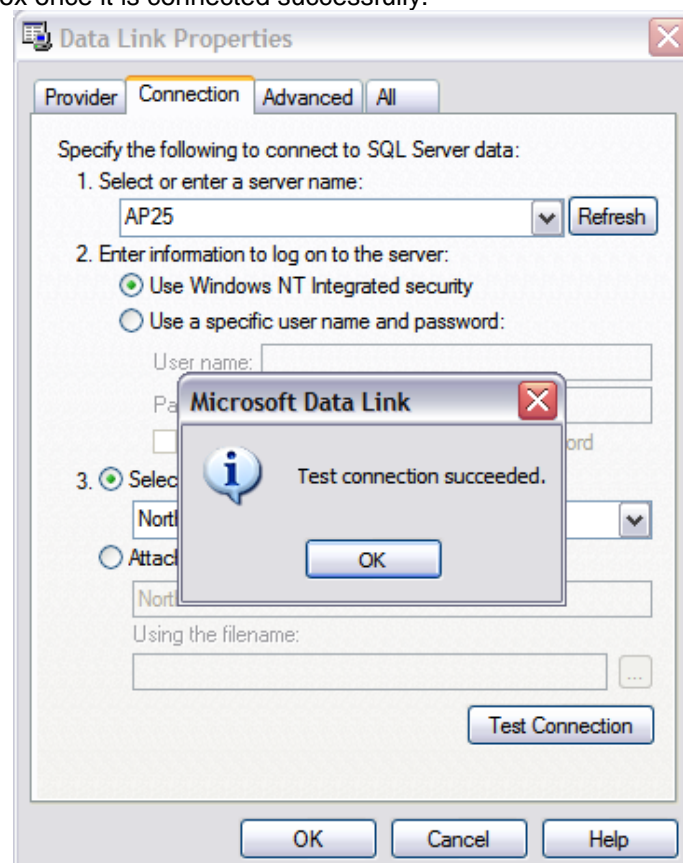 ox once it is connected successfully.
Data Link Properties
Provider Connection Advanced All
Specify the following to connect to SQL Server data:
1. Select or enter a server name:
AP25 Refresh
2. Enter information to log on to the server:
Use Windows NT Integrated security
Use a specific user name and password:
User name:
Microsoft Data Link
3.
Test connection succeeded.
OK
Using the filename:
...
Test Connection
OK Cancel Help